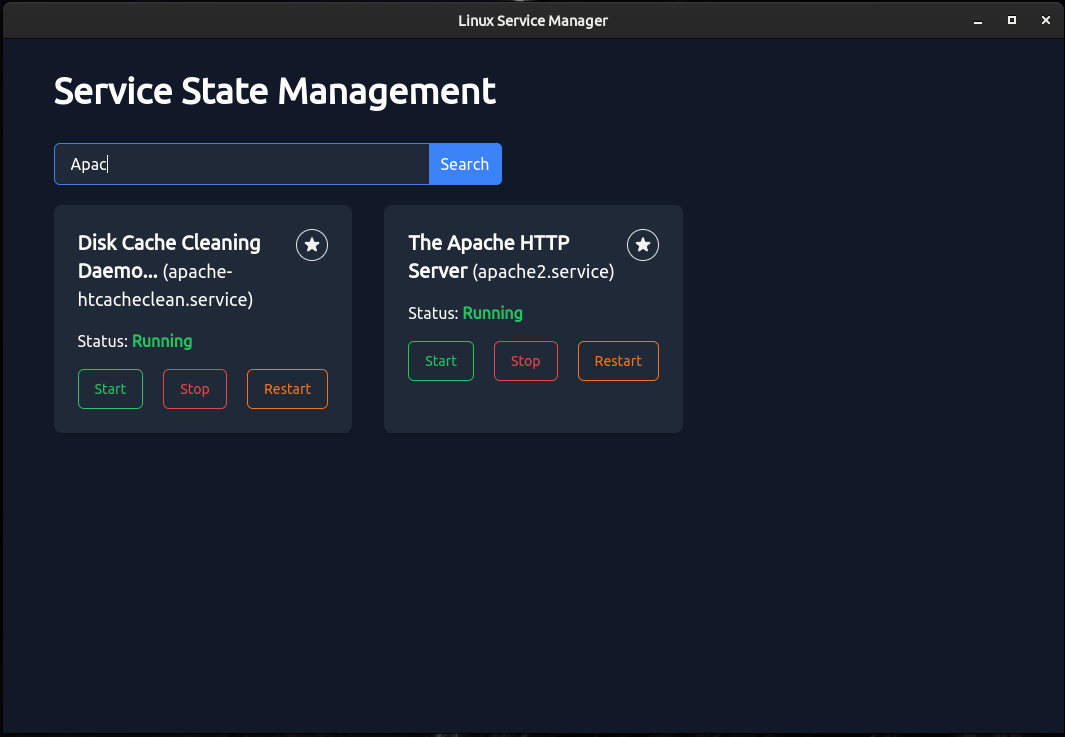 Linux Service Manager
Service State Management
Apac
Search
Disk Cache Cleaning
Daemo... (apache-
htcacheclean.service)
Status: Running
Start
Stop
Restart
The Apache HTTP
Server (apache2.service)
Status: Running
Start
Stop
Restart